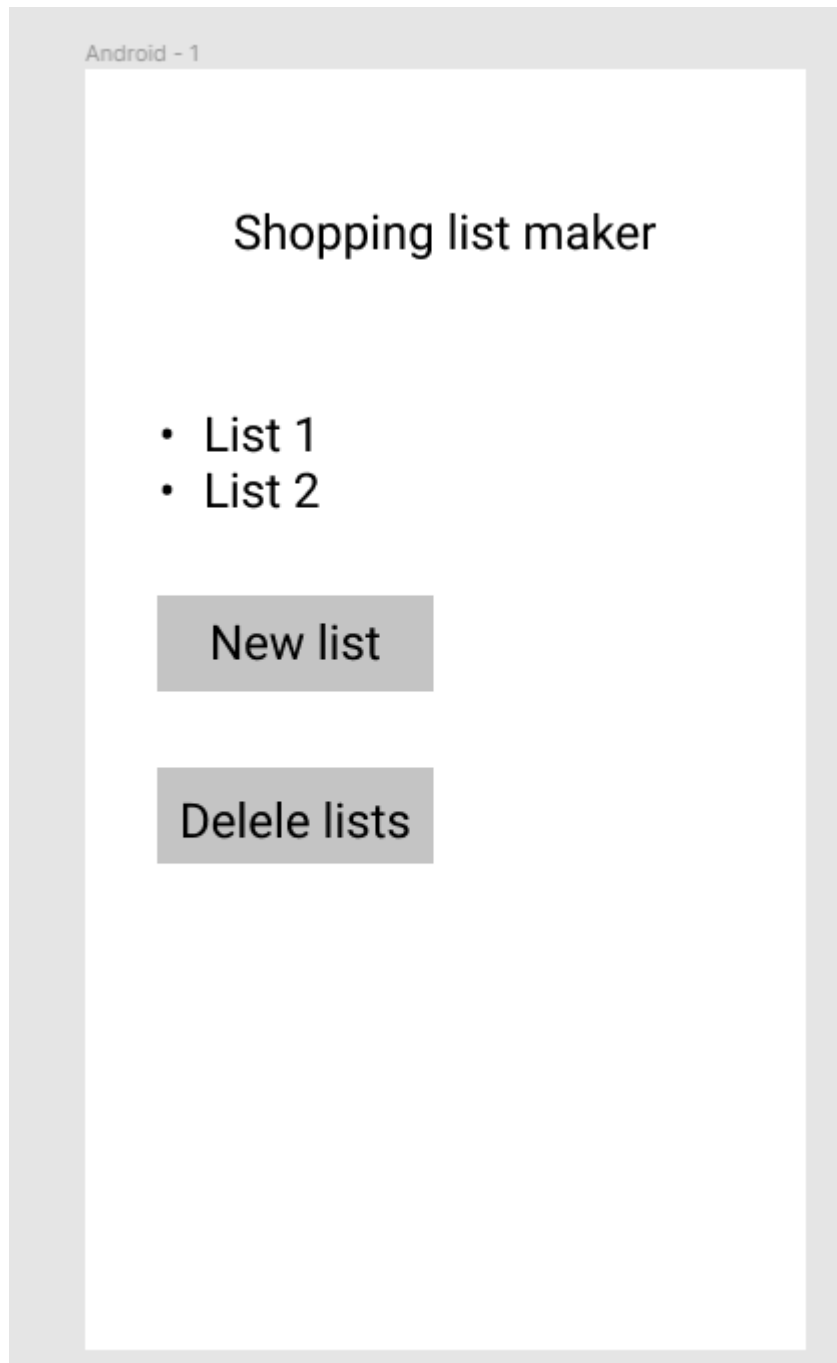 Android - 1
Shopping list maker
• List 1
• List 2
New list
Delele lists